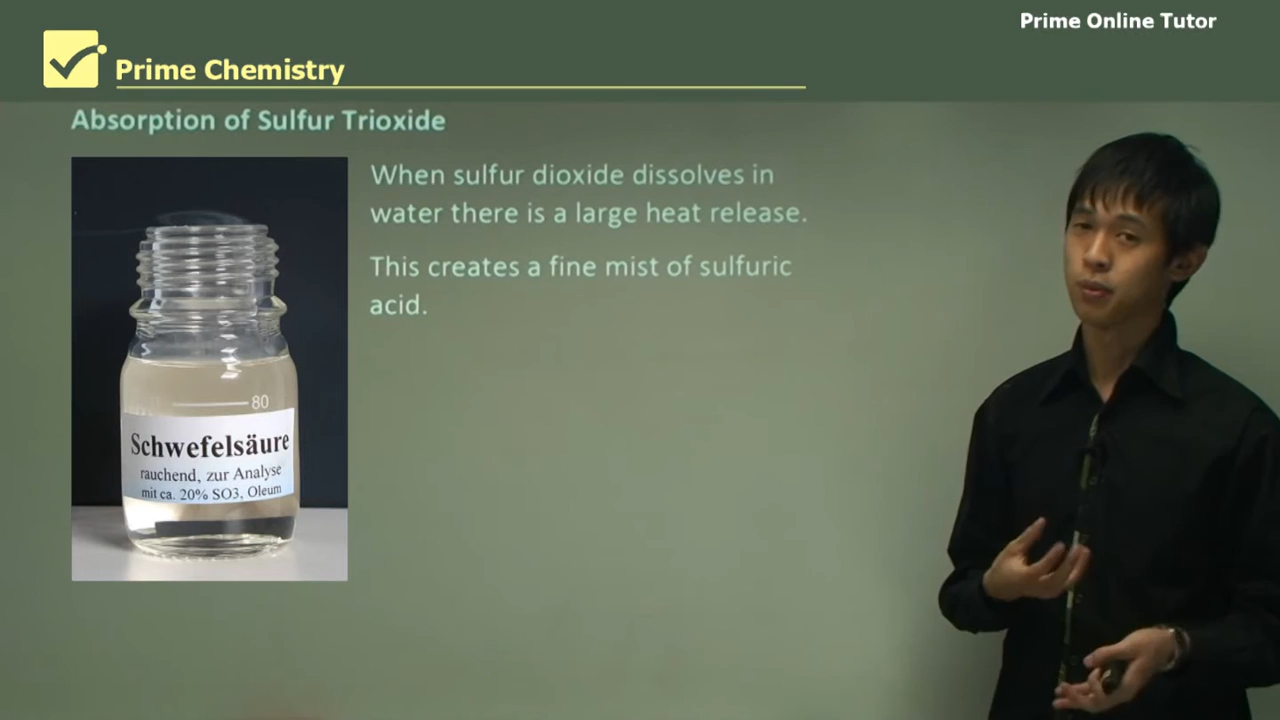 Prime Online Tutor
Prime Chemistry
Absorption of Sulfur Trioxide
When sulfur dioxide dissolves in
water there is a large heat release.
This creates a fine mist of sulfuric
acid.
80
Schwefelsäure
rauchend, zur Analyse
mit ca. 20% SO3, Oleum